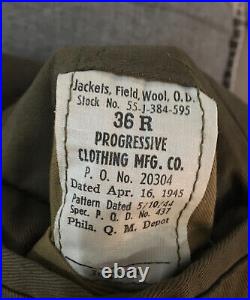 Jackets, Field, Wool, O.D.
Stock No. 55-J-384-595
36 R
PROGRESSIVE
CLOTHING MFG. CO.
P. O. No. 20304
Dated Apr. 16, 1945
Pattern Dated 5/10/44
Spec. P. Q. D. No. 437
Phila. Q. M. Depot